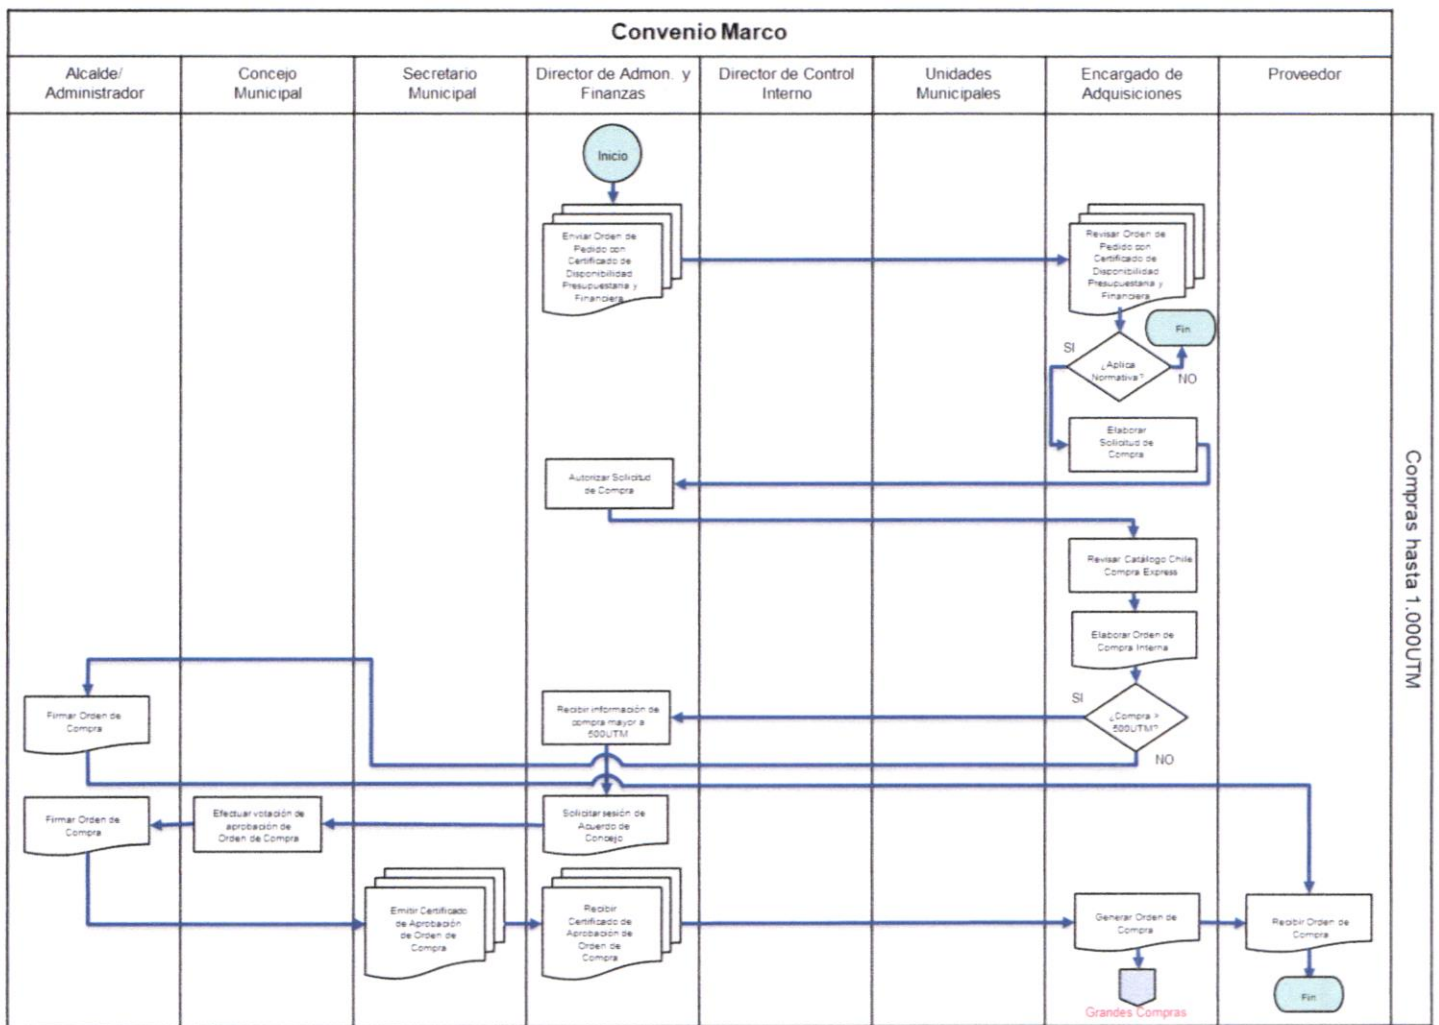 Convenio Marco
Alcalde/
Administrador
Concejo
Municipal
Secretario
Municipal
Director de Admon. y
Finanzas
Director de Control
Interno
Unidades
Municipales
Encargado de
Adquisiciones
Proveedor
Compras hasta 1.000UTM
Inicio
Enviar Orden de
Pedido con
Certificado de
Disponibilidad
Presupuestaria y
Financiera
Revisar Orden de
Pedido con
Certificado de
Disponibilidad
Presupuestaria y
Financiera
Fin
SI
¿Aplica
Normativa?
NO
Elaborar
Solicitud de
Compra
Autorizar Solicitud
de Compra
Revisar Catálogo Chile
Compra Express
Elaborar Orden de
Compra Interna
SI
¿Compra >
500UTM?
NO
Firmar Orden de
Compra
Recibir información de
compra mayor a
500UTM
Firmar Orden de
Compra
Efectuar votación de
aprobación de
Orden de Compra
Solicitar sesión de
Acuerdo de
Concejo
Emitir Certificado
de Aprobación
de Orden de
Compra
Recibir
Certificado de
Aprobación de
Orden de
Compra
Generar Orden de
Compra
Recibir Orden de
Compra
Grandes Compras
Fin